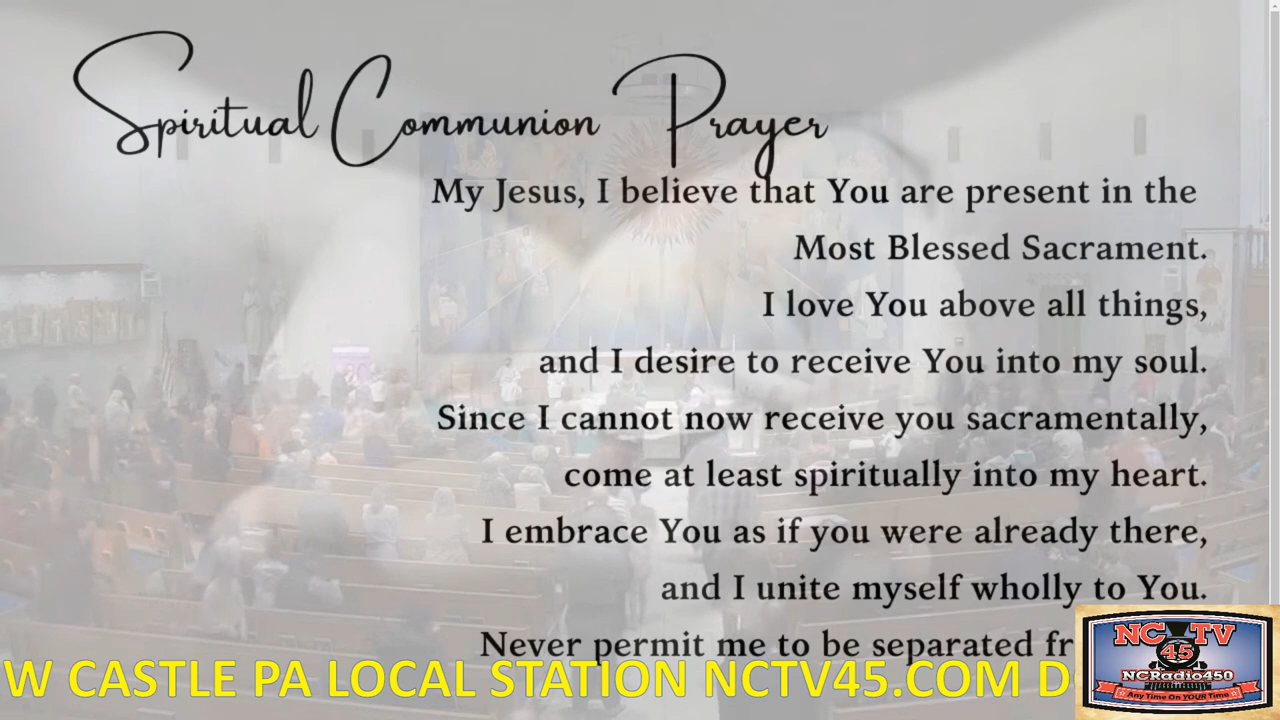 Spiritual Communion Prayer
My Jesus, I believe that You are present in the
Most Blessed Sacrament.
I love You above all things,
and I desire to receive You into my soul.
Since I cannot now receive you sacramentally,
come at least spiritually into my heart.
I embrace You as if you were already there,
and I unite myself wholly to You.
Never permit me to be separated fr
W CASTLE PA LOCAL STATION NCTV45.COM D
NC TV
45
NCRadio450
Any Time On YOUR Time